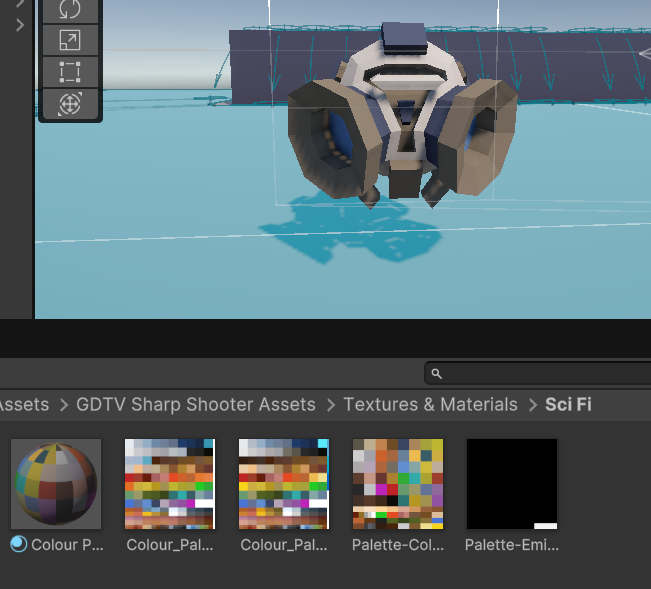 Assets > GDTV Sharp Shooter Assets > Textures & Materials > Sci Fi
Colour P... Colour_Pal... Colour_Pal... Palette-Col... Palette-Emi...